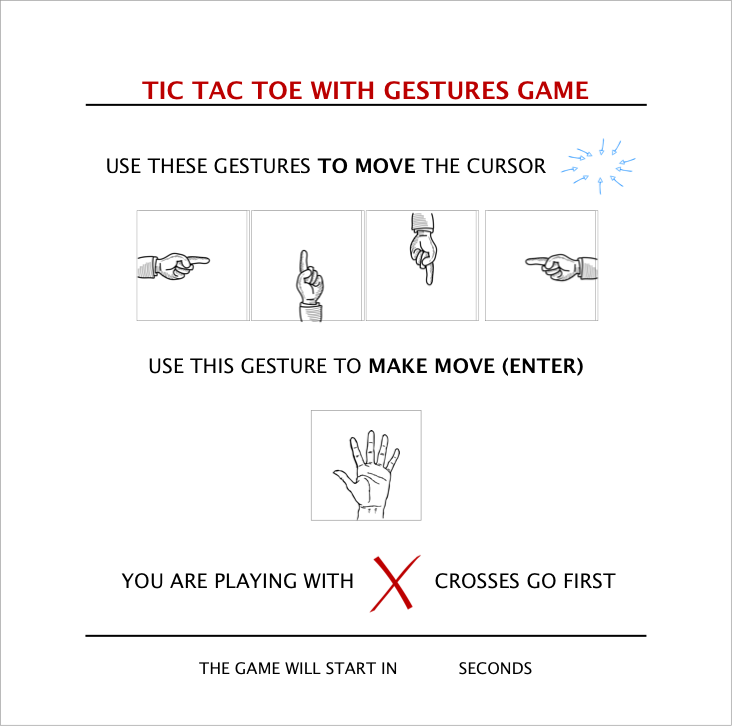 TIC TAC TOE WITH GESTURES GAME
USE THESE GESTURES TO MOVE THE CURSOR
USE THIS GESTURE TO MAKE MOVE (ENTER)
YOU ARE PLAYING WITH CROSSES GO FIRST
THE GAME WILL START IN SECONDS